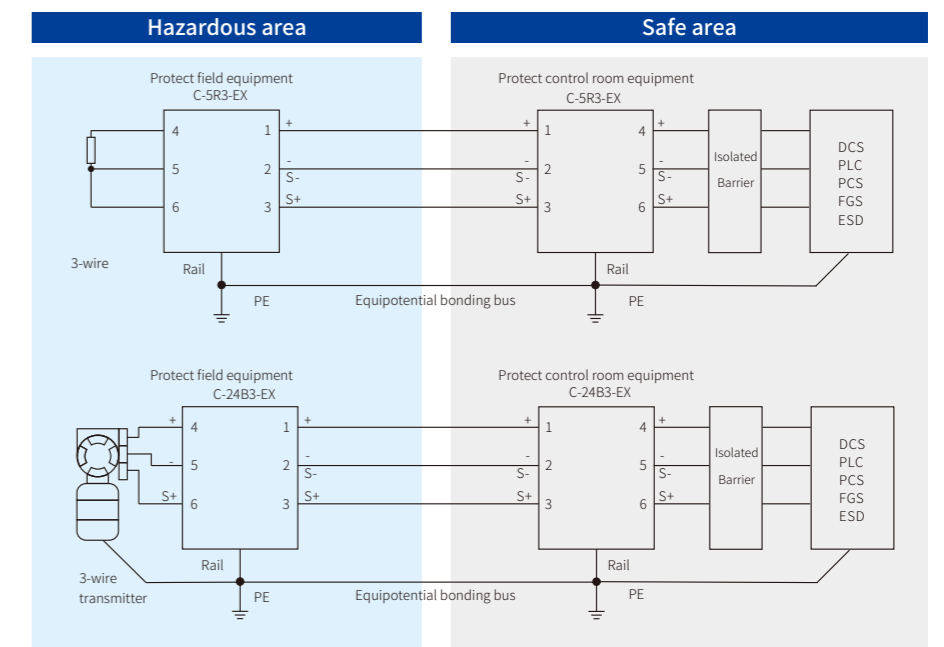 Hazardous area
Safe area
Protect field equipment
C-5R3-EX
Protect control room equipment
C-5R3-EX
4 1 +
5 2 -
S-
6 3 S+
+ 1 4 +
- 2 5 -
S- S-
S+ 3 6 S+
Isolated
Barrier
DCS
PLC
PCS
FGS
ESD
3-wire
Rail
PE
Equipotential bonding bus
Rail
PE
Protect field equipment
C-24B3-EX
Protect control room equipment
C-24B3-EX
+ 4 1 +
- 5 2 -
S-
S+ 6 3 S+
+ 1 4 +
- 2 5 -
S- S-
S+ 3 6 S+
Isolated
Barrier
DCS
PLC
PCS
FGS
ESD
3-wire
transmitter
Rail
PE
Equipotential bonding bus
Rail
PE